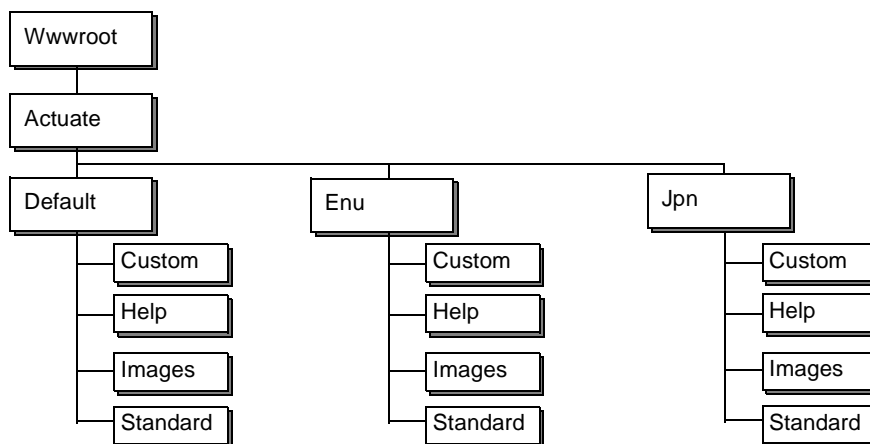 Wwwroot
Actuate
Default
Enu
Jpn
Custom
Custom
Custom
Help
Help
Help
Images
Images
Images
Standard
Standard
Standard